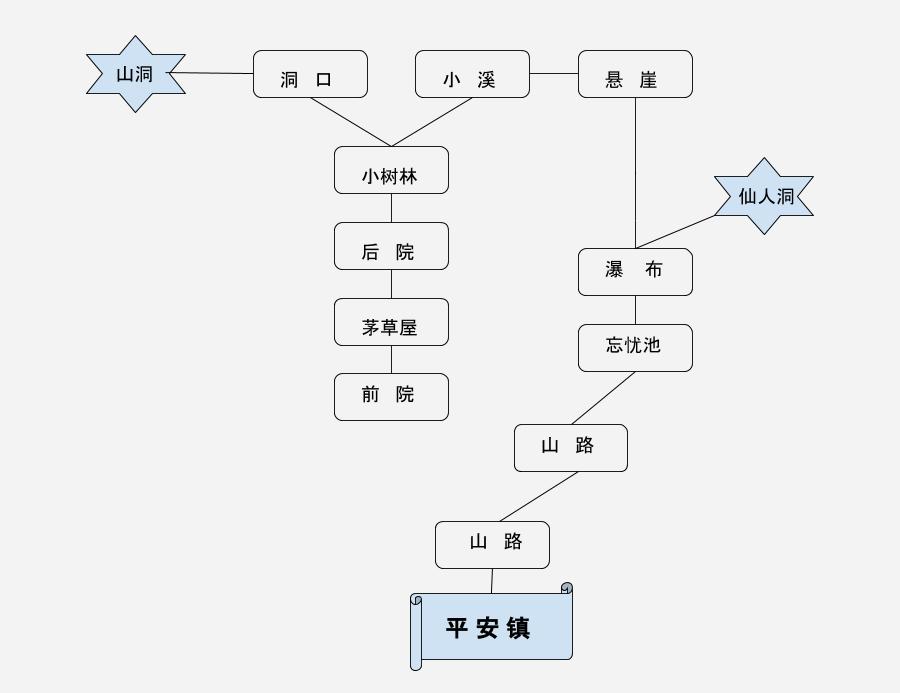 山洞
洞 口
小 溪
悬 崖
小树林
仙人洞
后 院
瀑 布
茅草屋
忘忧池
前 院
山 路
山 路
平安镇